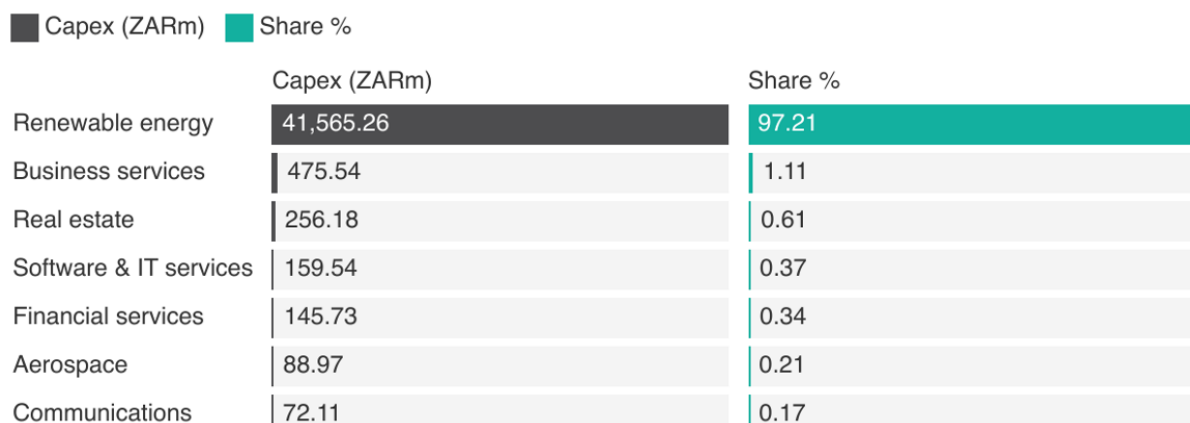 Capex (ZARm) Share %
Capex (ZARm) Share %
Renewable energy 41,565.26 97.21
Business services 475.54 1.11
Real estate 256.18 0.61
Software & IT services 159.54 0.37
Financial services 145.73 0.34
Aerospace 88.97 0.21
Communications 72.11 0.17